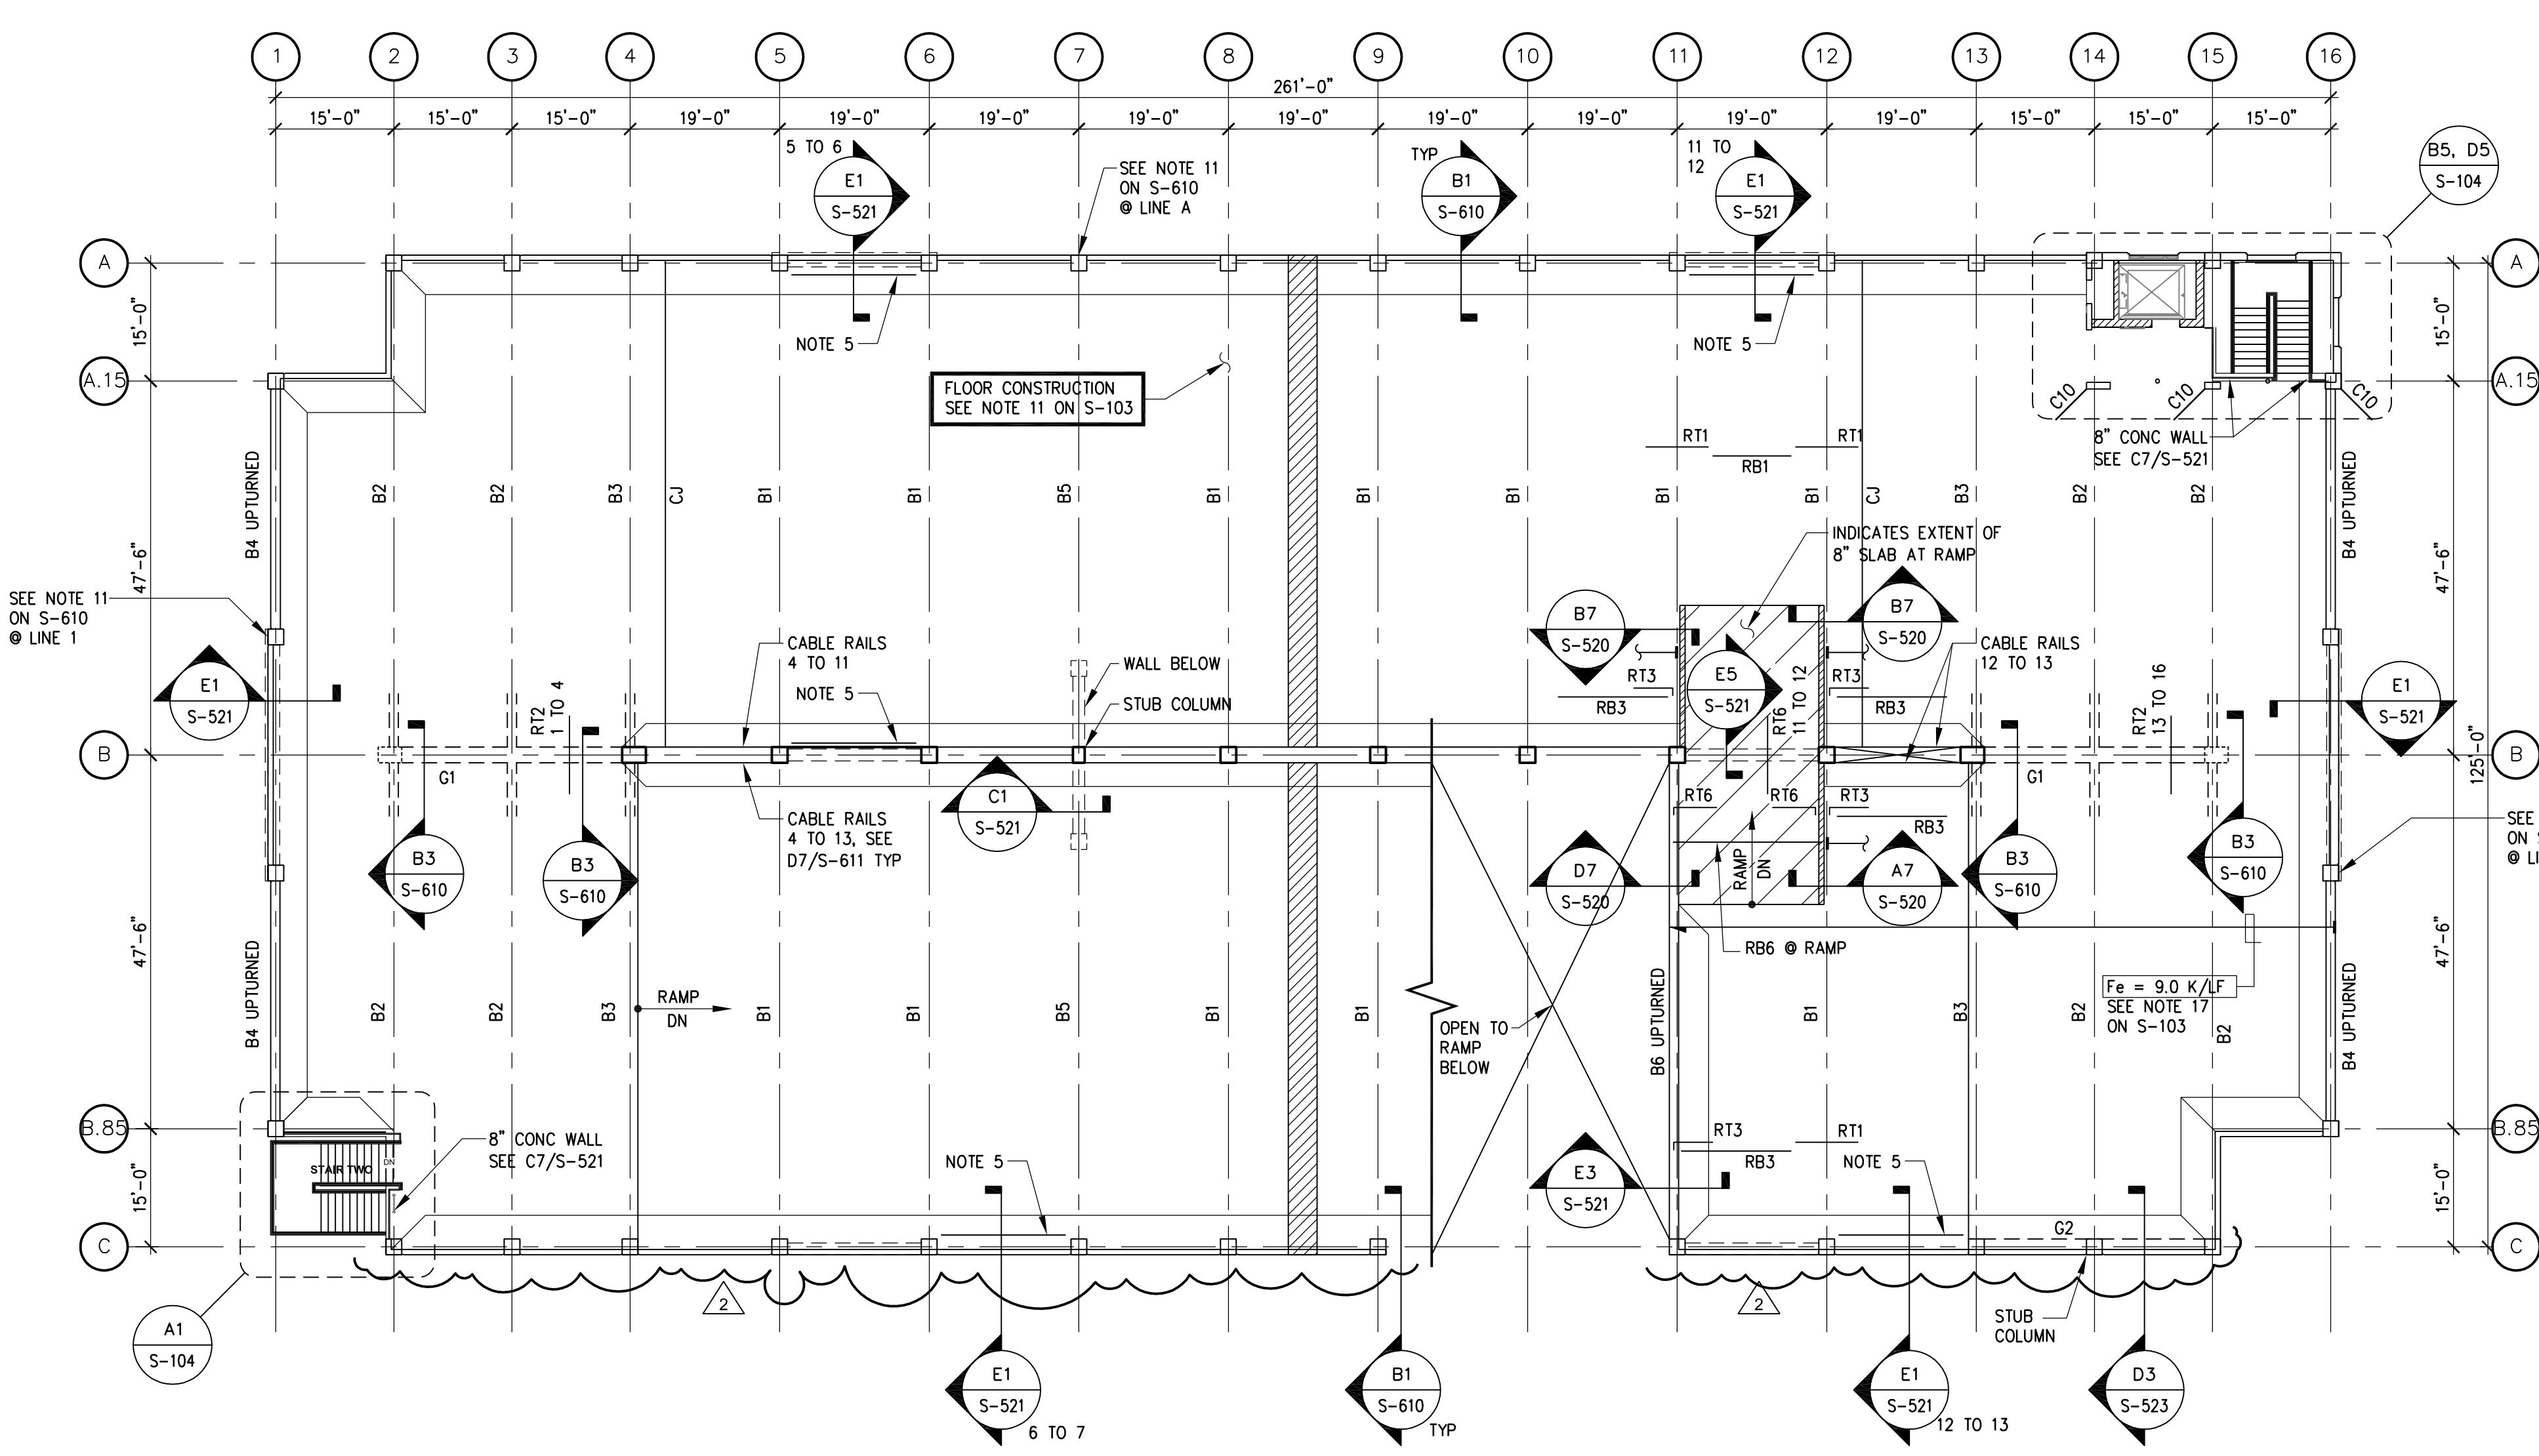 1 2 3 4 5 6 7 8 9 10 11 12 13 14 15 16
261'-0"
15'-0" 15'-0" 15'-0" 19'-0" 19'-0" 19'-0" 19'-0" 19'-0" 19'-0" 19'-0" 19'-0" 19'-0" 15'-0" 15'-0" 15'-0"
5 TO 6
E1
S-521
SEE NOTE 11
ON S-610
@ LINE A
TYP
B1
S-610
11 TO
12
E1
S-521
B5, D5
S-104
A
A
15'-0"
15'-0"
NOTE 5
NOTE 5
A.15
A.15
FLOOR CONSTRUCTION
SEE NOTE 11 ON S-103
C10
C10
C10
8" CONC WALL
SEE C7/S-521
RT1
RT1
RB1
B4 UPTURNED
B2
B2
B3
CJ
B1
B1
B5
B1
B1
B1
B1
B1
CJ
B3
B2
B2
B4 UPTURNED
47'-6"
47'-6"
INDICATES EXTENT OF
8" SLAB AT RAMP
SEE NOTE 11
ON S-610
@ LINE 1
CABLE RAILS
4 TO 11
NOTE 5
WALL BELOW
STUB COLUMN
B7
S-520
B7
S-520
CABLE RAILS
12 TO 13
E1
S-521
RT2
1 TO 4
RT3
RB3
E5
S-521
RT6
11 TO 12
RT3
RB3
RT2
13 TO 16
E1
S-521
B
B
125'-0"
G1
G1
C1
S-521
CABLE RAILS
4 TO 13, SEE
D7/S-611 TYP
RT6
RT6
RT3
RB3
B3
S-610
B3
S-610
D7
S-520
RAMP
DN
A7
S-520
B3
S-610
B3
S-610
SEE
ON
@ LI
RB6 @ RAMP
47'-6"
47'-6"
B4 UPTURNED
B2
B2
B3
RAMP
DN
B1
B1
B5
B1
B1
OPEN TO
RAMP
BELOW
B6 UPTURNED
B1
B3
B2
Fe = 9.0 K/LF
SEE NOTE 17
ON S-103
B2
B4 UPTURNED
B.85
B.85
8" CONC WALL
SEE C7/S-521
STAIR TWO
DN
NOTE 5
E3
S-521
RT3
RB3
RT1
NOTE 5
15'-0"
15'-0"
G2
C
C
2
2
STUB
COLUMN
A1
S-104
E1
S-521
6 TO 7
B1
S-610
TYP
E1
S-521
12 TO 13
D3
S-523